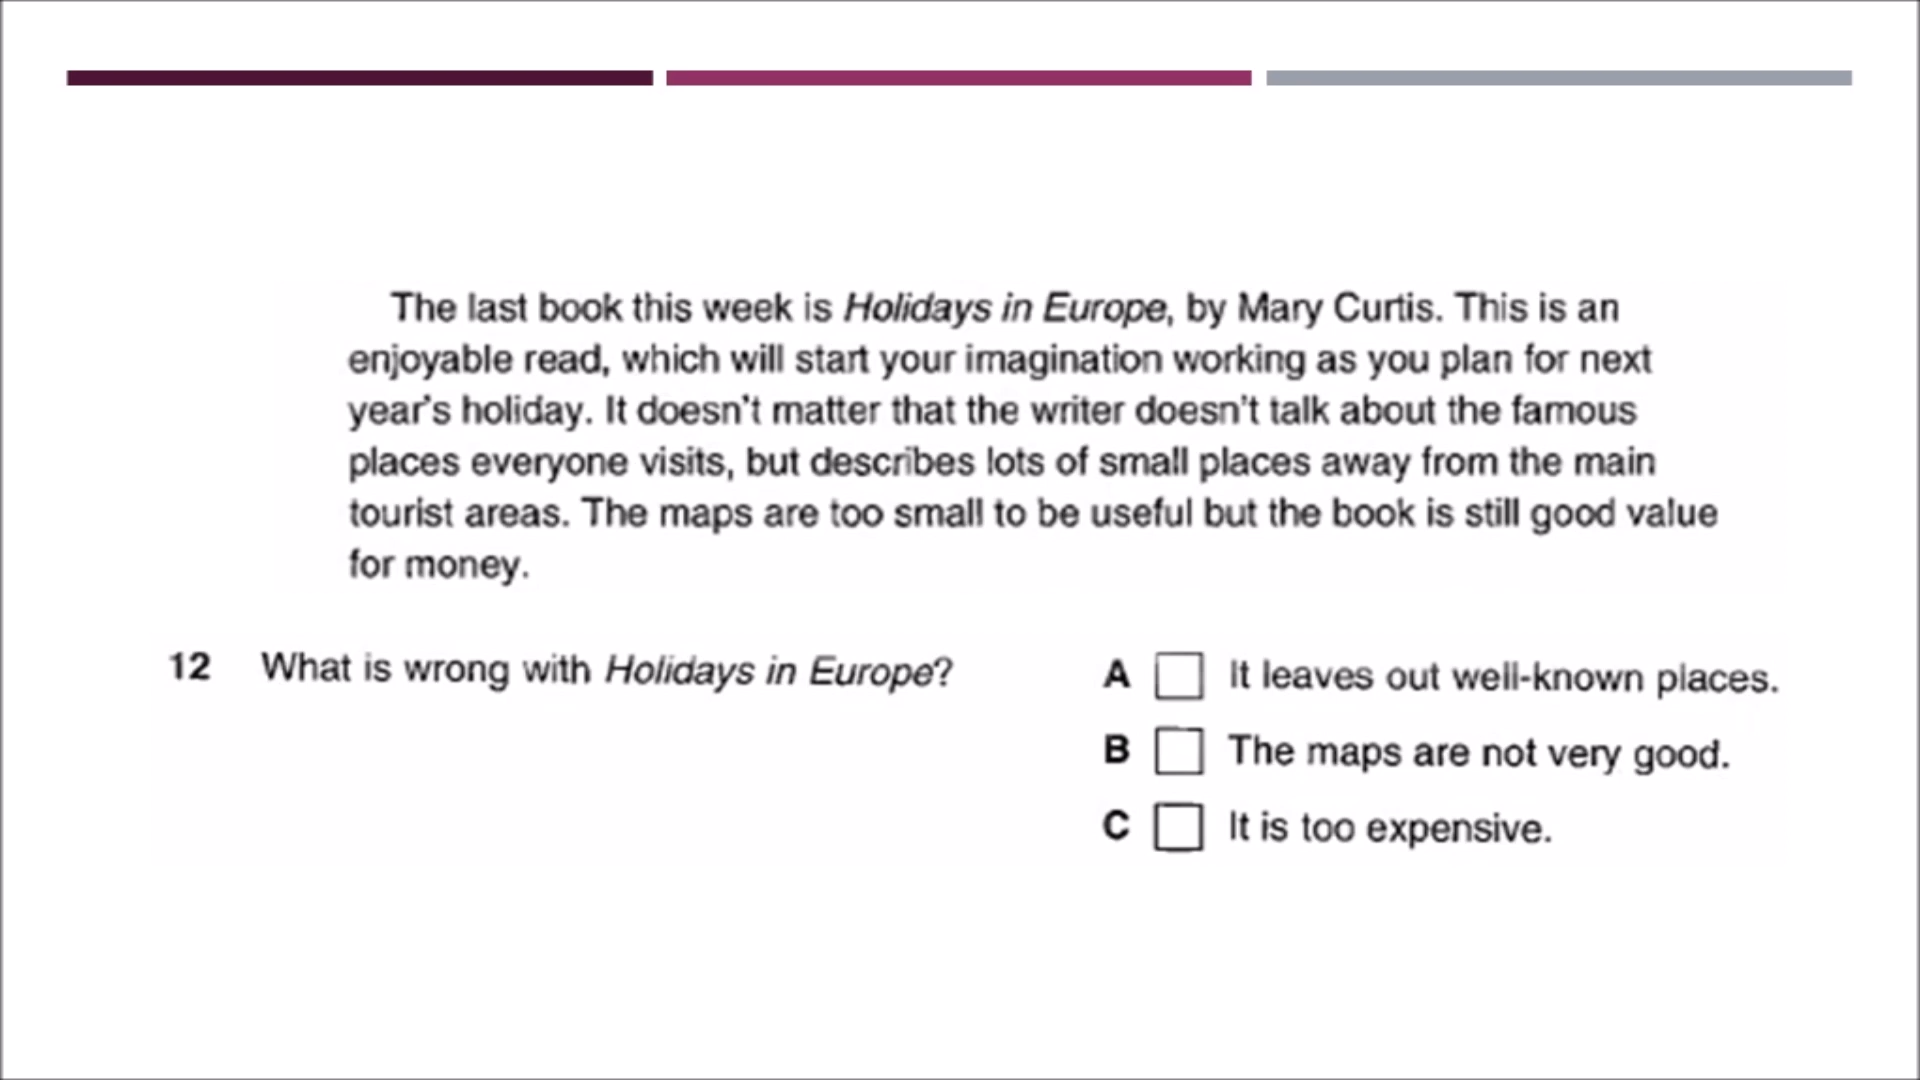 The last book this week is Holidays in Europe, by Mary Curtis. This is an
enjoyable read, which will start your imagination working as you plan for next
year's holiday. It doesn't matter that the writer doesn't talk about the famous
places everyone visits, but describes lots of small places away from the main
tourist areas. The maps are too small to be useful but the book is still good value
for money.
12 What is wrong with Holidays in Europe?
A It leaves out well-known places.
B The maps are not very good.
C It is too expensive.